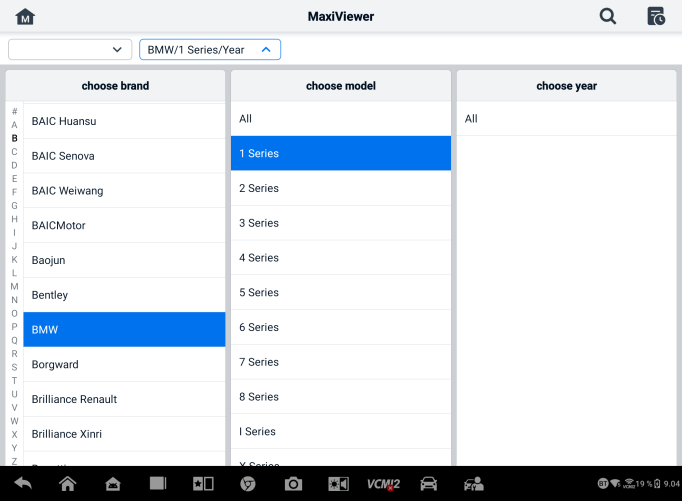 M
MaxiViewer
BMW/1 Series/Year
choose brand
choose model
choose year
#
A
B
C
D
E
F
G
H
I
J
K
L
M
N
O
P
Q
R
S
T
U
V
W
X
Y
Z
BAIC Huansu
BAIC Senova
BAIC Weiwang
BAICMotor
Baojun
Bentley
BMW
Borgward
Brilliance Renault
Brilliance Xinri
All
1 Series
2 Series
3 Series
4 Series
5 Series
6 Series
7 Series
8 Series
I Series
X Series
All
VCMI2
BT
VCMI2
19 %
9.04